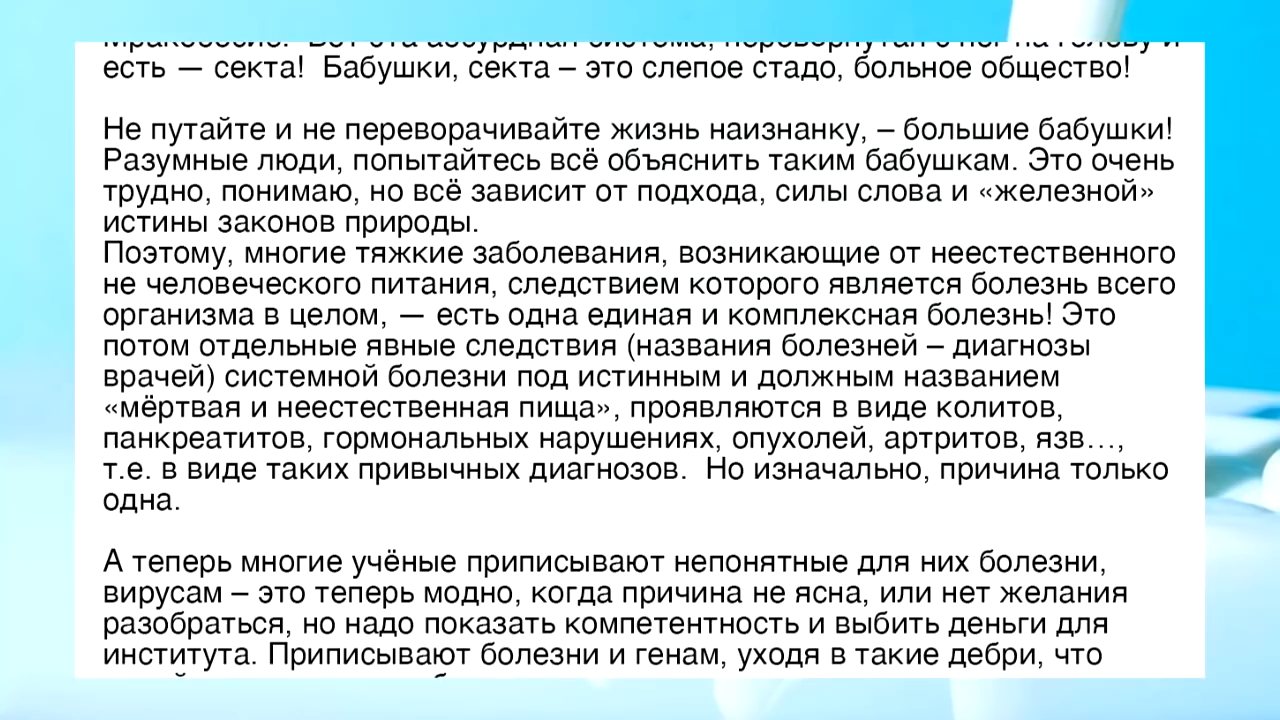 есть — секта!  Бабушки, секта – это слепое стадо, больное общество!
Не путайте и не переворачивайте жизнь наизнанку, – большие бабушки!
Разумные люди, попытайтесь всё объяснить таким бабушкам. Это очень
трудно, понимаю, но всё зависит от подхода, силы слова и «железной»
истины законов природы.
Поэтому, многие тяжкие заболевания, возникающие от неестественного
не человеческого питания, следствием которого является болезнь всего
организма в целом, — есть одна единая и комплексная болезнь! Это
потом отдельные явные следствия (названия болезней – диагнозы
врачей) системной болезни под истинным и должным названием
«мёртвая и неестественная пища», проявляются в виде колитов,
панкреатитов, гормональных нарушениях, опухолей, артритов, язв…,
т.е. в виде таких привычных диагнозов.  Но изначально, причина только
одна.
А теперь многие учёные приписывают непонятные для них болезни,
вирусам – это теперь модно, когда причина не ясна, или нет желания
разобраться, но надо показать компетентность и выбить деньги для
института. Приписывают болезни и генам, уходя в такие дебри, что